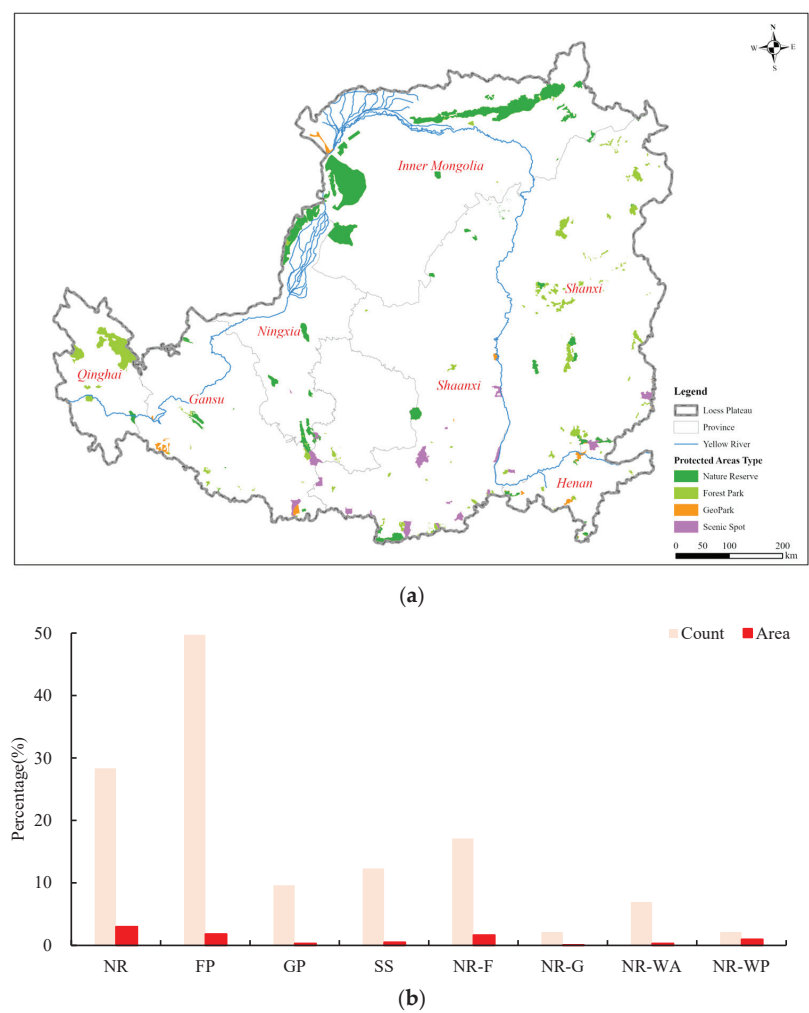 N
W E
S
Inner Mongolia
Shanxi
Ningxia
Qinghai
Gansu
Shaanxi
Henan
Legend
Loess Plateau
Province
Yellow River
Protected Areas Type
Nature Reserve
Forest Park
GeoPark
Scenic Spot
0 50 100 200
km
(a)
Count Area
Percentage(%)
50
40
30
20
10
0
NR FP GP SS NR-F NR-G NR-WA NR-WP
(b)